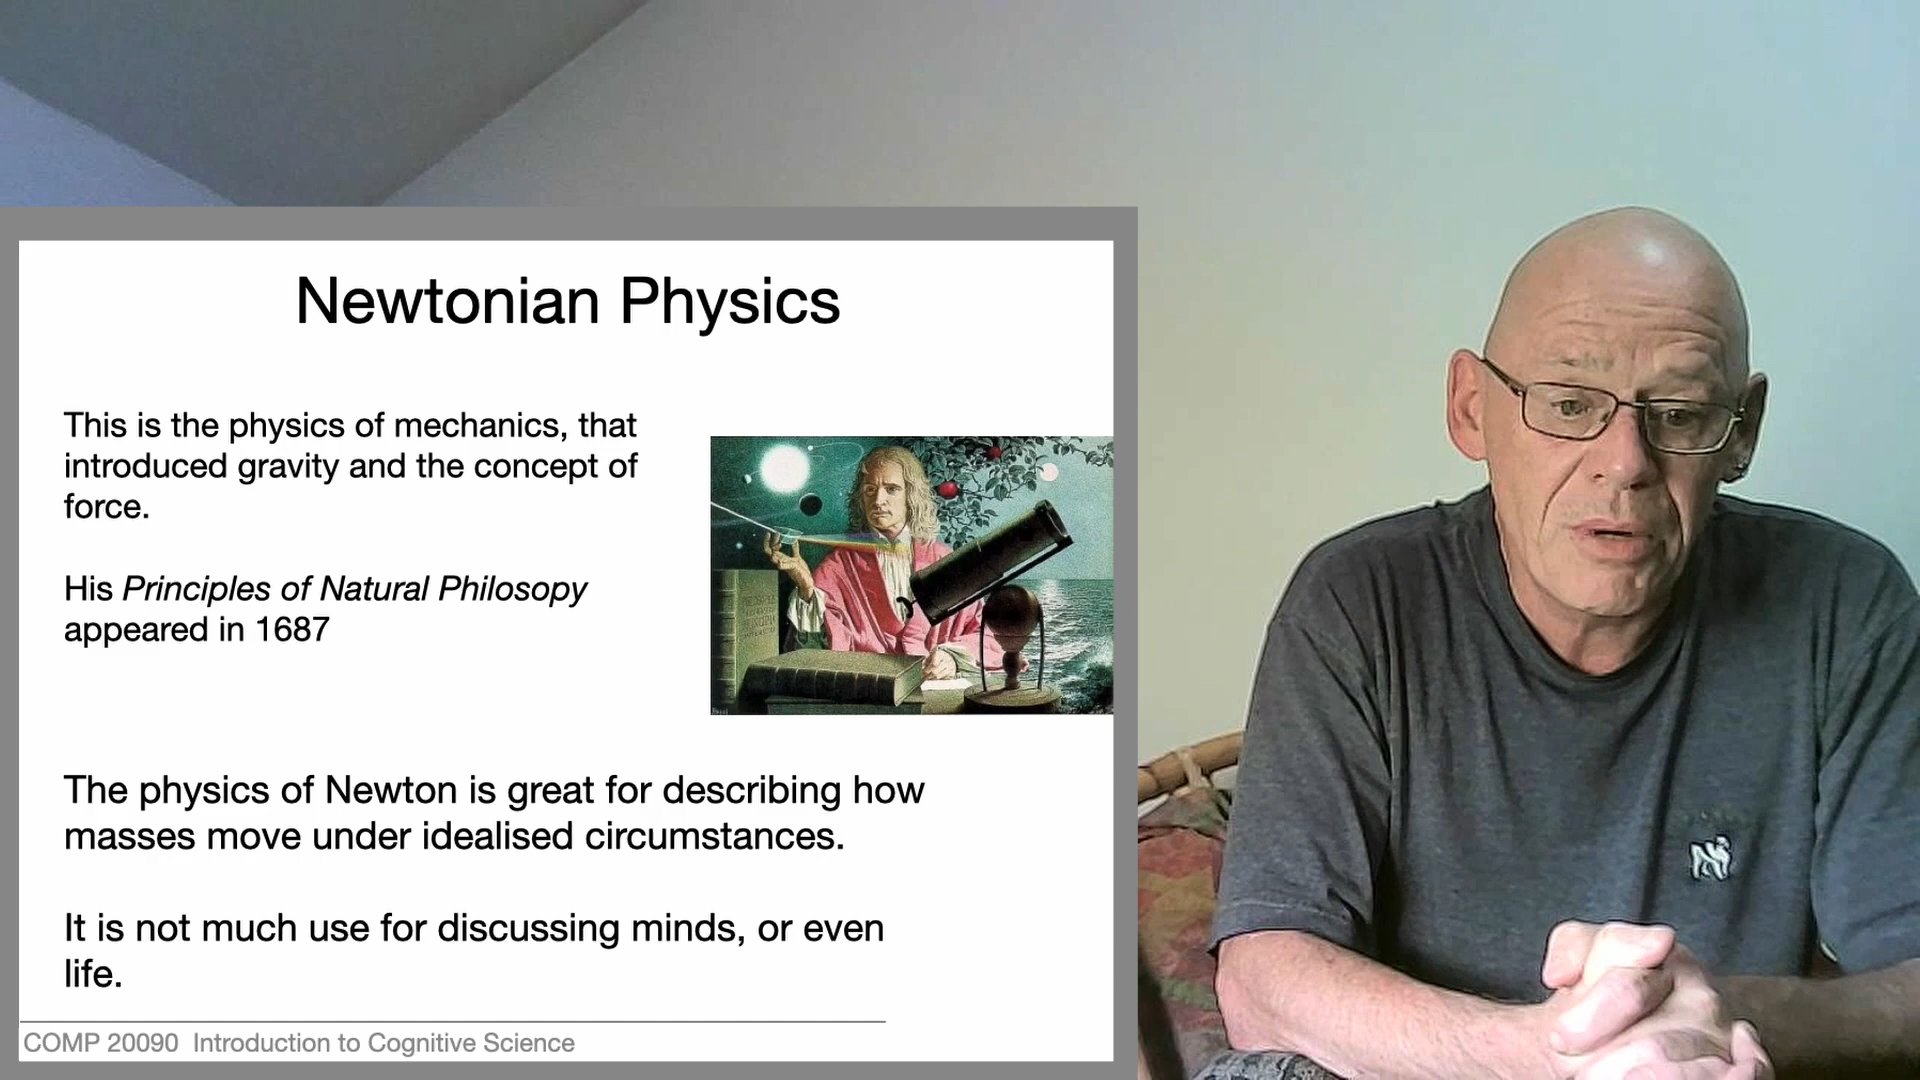 Newtonian Physics
This is the physics of mechanics, that
introduced gravity and the concept of
force.
His Principles of Natural Philosopy
appeared in 1687
The physics of Newton is great for describing how
masses move under idealised circumstances.
It is not much use for discussing minds, or even
life.
COMP 20090 Introduction to Cognitive Science